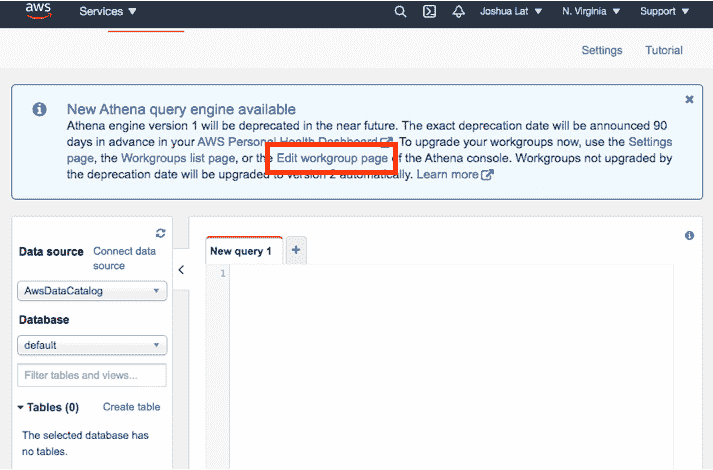 aws
Services
Joshua Lat
N. Virginia
Support
Settings
Tutorial
New Athena query engine available
Athena engine version 1 will be deprecated in the near future. The exact deprecation date will be announced 90
days in advance in your AWS Personal Health Dashboard. To upgrade your workgroups now, use the Settings
page, the Workgroups list page, or the Edit workgroup page of the Athena console. Workgroups not upgraded by
the deprecation date will be upgraded to version 2 automatically. Learn more
Data source
Connect data
source
AwsDataCatalog
Database
default
Filter tables and views...
Tables (0)
Create table
The selected database has
no tables.
New query 1
+
1